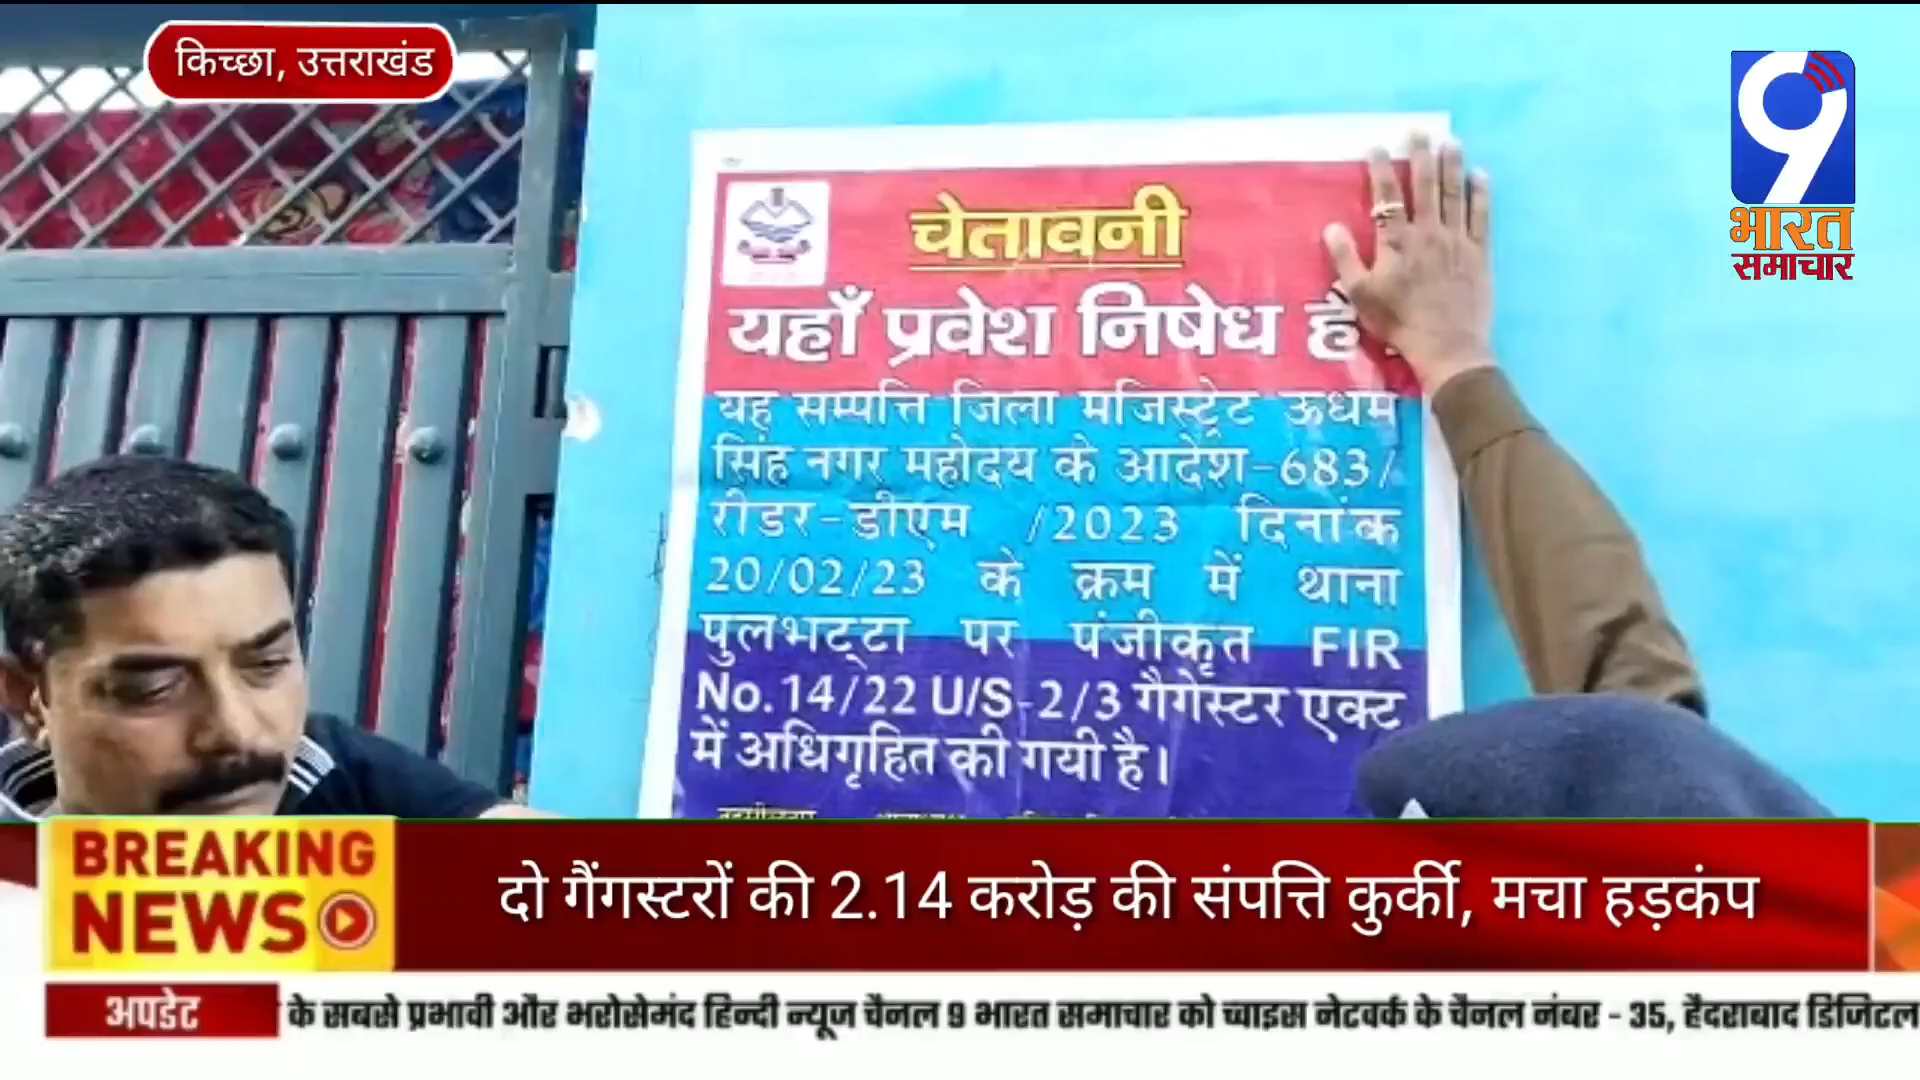 किच्छा, उत्तराखंड
9
भारत
समाचार
चेतावनी
यहाँ प्रवेश निषेध है
यह सम्पत्ति जिला मजिस्ट्रेट ऊधम
सिंह नगर महोदय के आदेश-683/
रीडर-डीएम /2023 दिनांक
20/02/23 के क्रम में थाना
पुलभट्टा पर पंजीकृत FIR
No.14/22 U/S-2/3 गैगेस्टर एक्ट
में अधिगृहित की गयी है।
BREAKING
NEWS
दो गैंगस्टरों की 2.14 करोड़ की संपत्ति कुर्की, मचा हड़कंप
अपडेट
के सबसे प्रभावी और भरोसेमंद हिन्दी न्यूज चैनल 9 भारत समाचार को च्वाइस नेटवर्क के चैनल नंबर - 35, हैदराबाद डिजिटल